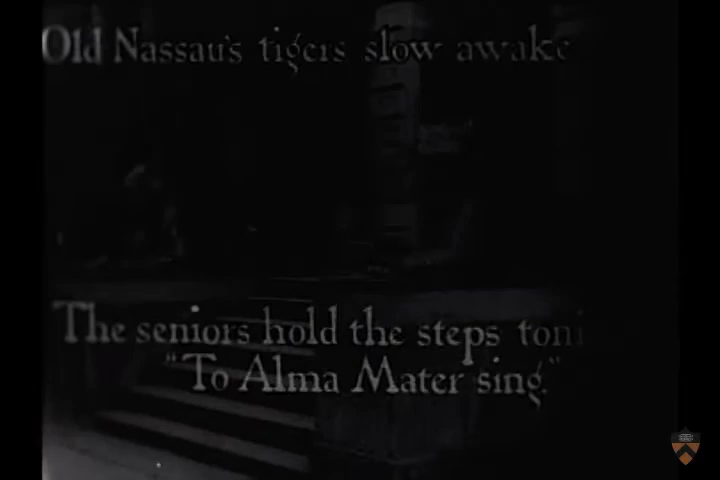 Old Nassau's tigers slow awake
The seniors hold the steps toni
"To Alma Mater sing."